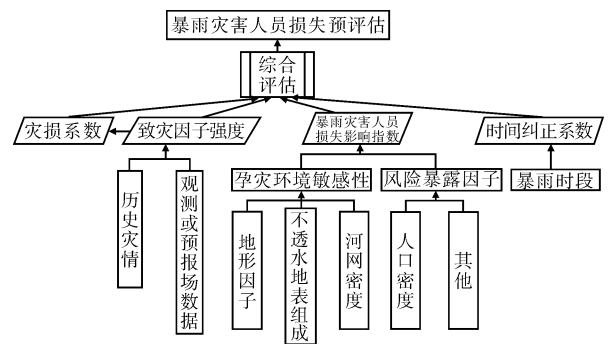 暴雨灾害人员损失预评估
综合
评估
灾损系数
致灾因子强度
暴雨灾害人员
损失影响指数
时间纠正系数
孕灾环境敏感性
风险暴露因子
暴雨时段
历史灾情
观测或预报场数据
地形因子
不透水地表组成
河网密度
人口密度
其他